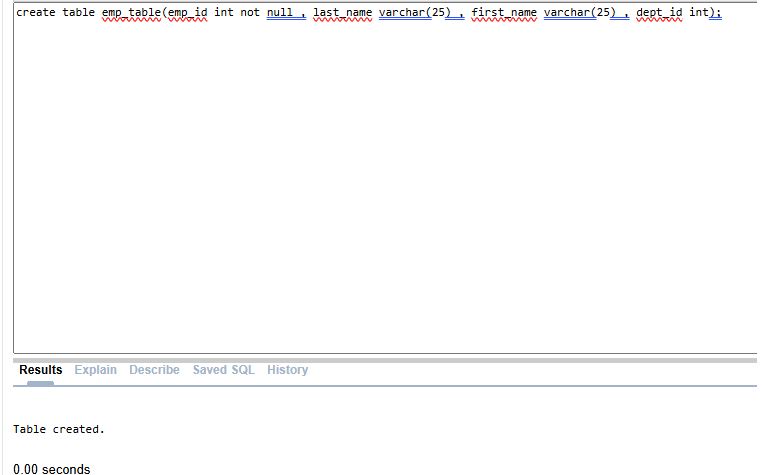 create table emp_table(emp_id int not null , last_name varchar(25) , first_name varchar(25) , dept_id int);
Results Explain Describe Saved SQL History
Table created.
0.00 seconds